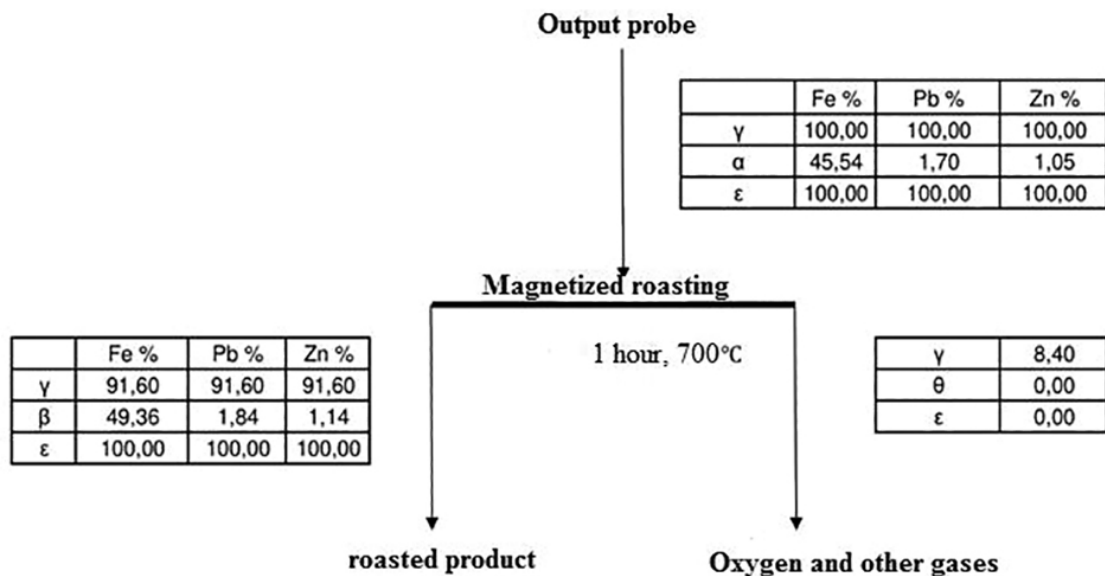 Output probe
Fe % Pb % Zn %
γ 100,00 100,00 100,00
α 45,54 1,70 1,05
ε 100,00 100,00 100,00
Magnetized roasting
1 hour, 700℃
Fe % Pb % Zn %
γ 91,60 91,60 91,60
β 49,36 1,84 1,14
ε 100,00 100,00 100,00
γ 8,40
θ 0,00
ε 0,00
roasted product
Oxygen and other gases